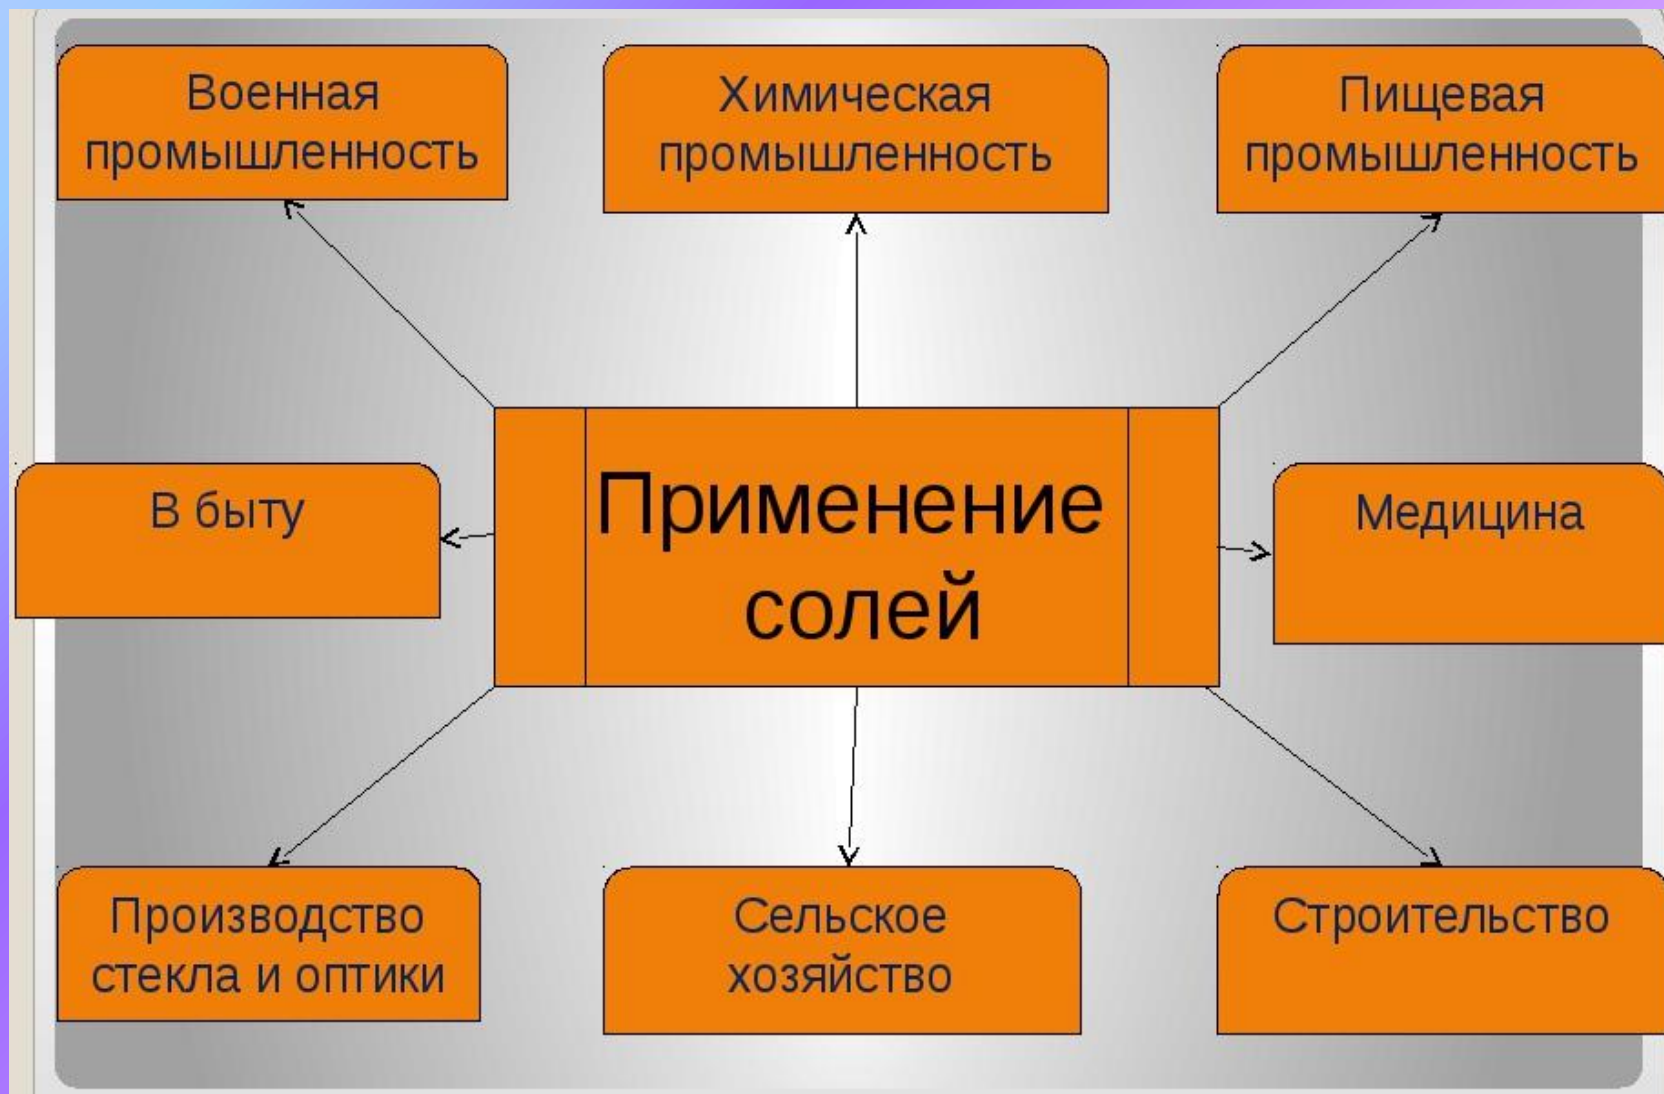 Военная
промышленность
Химическая
промышленность
Пищевая
промышленность
В быту
Применение
солей
Медицина
Производство
стекла и оптики
Сельское
хозяйство
Строительство